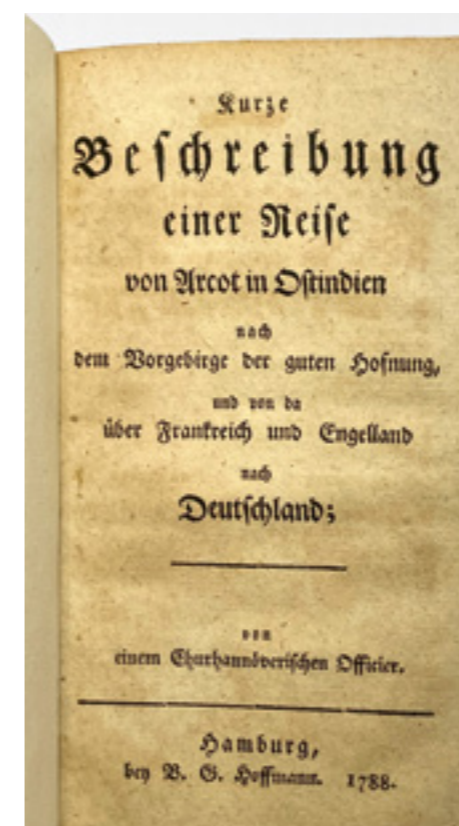 Kurze
Beſchreibung
einer Reiſe
von Arcot in Oſtindien
nach
dem Vorgebirge der guten Hofnung,
und von da
über Frankreich und Engelland
nach
Deutſchland;
von
einem Churhannöveriſchen Officier.
Hamburg,
bey B. G. Hoffmann. 1788.